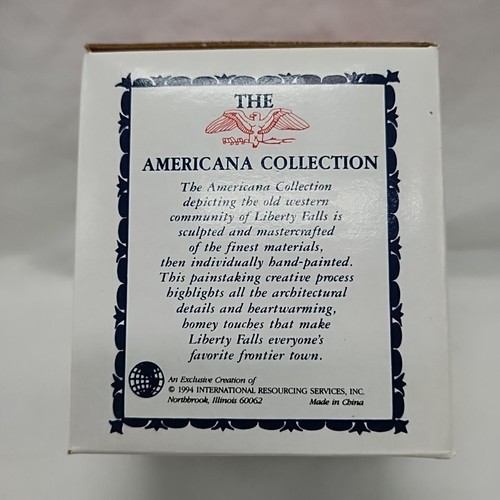 THE
AMERICANA COLLECTION
The Americana Collection
depicting the old western
community of Liberty Falls is
sculpted and mastercrafted
of the finest materials,
then individually hand-painted.
This painstaking creative process
highlights all the architectural
details and heartwarming,
homey touches that make
Liberty Falls everyone's
favorite frontier town.
An Exclusive Creation of
© 1994 INTERNATIONAL RESOURCING SERVICES, INC.
Northbrook, Illinois 60062 Made in China